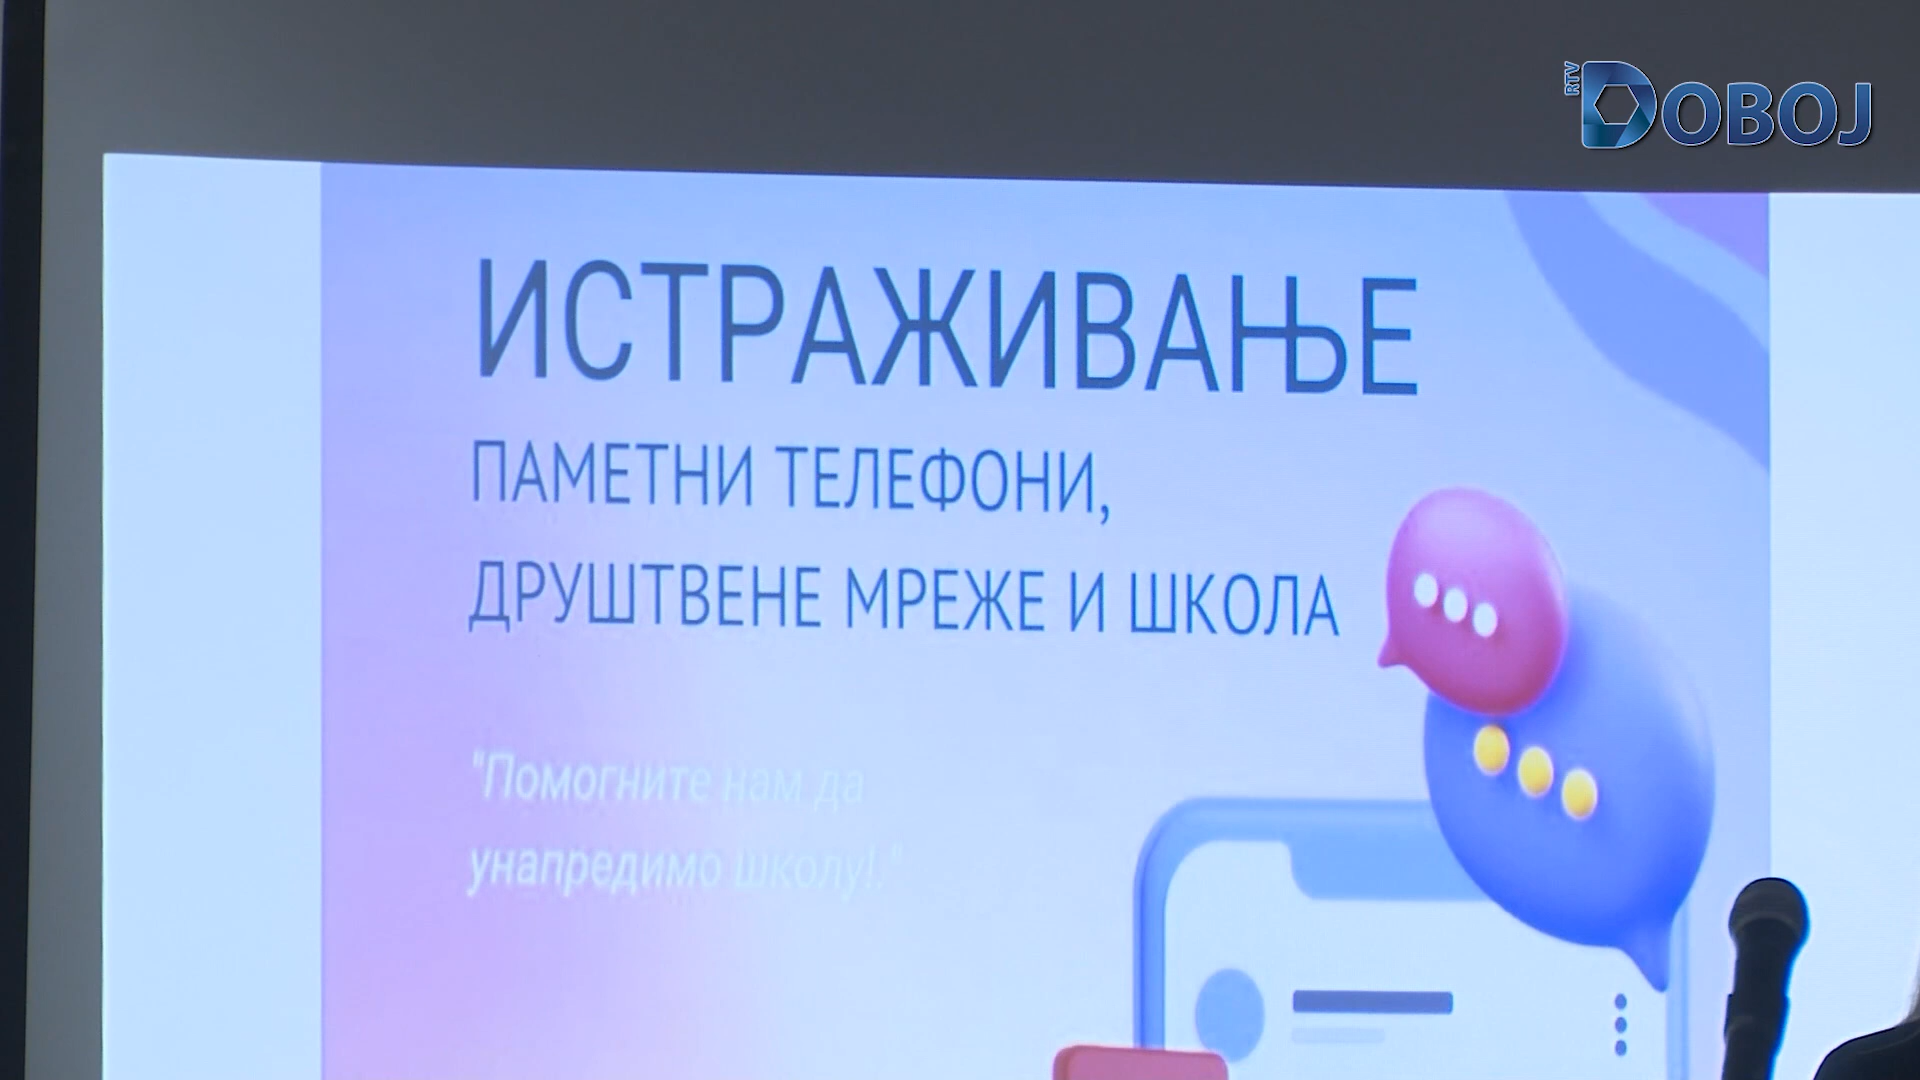 RTV DOBOJ
ИСТРАЖИВАЊЕ
ПАМЕТНИ ТЕЛЕФОНИ,
ДРУШТВЕНЕ МРЕЖЕ И ШКОЛА
"Помогните нам да
унапредимо школу!."